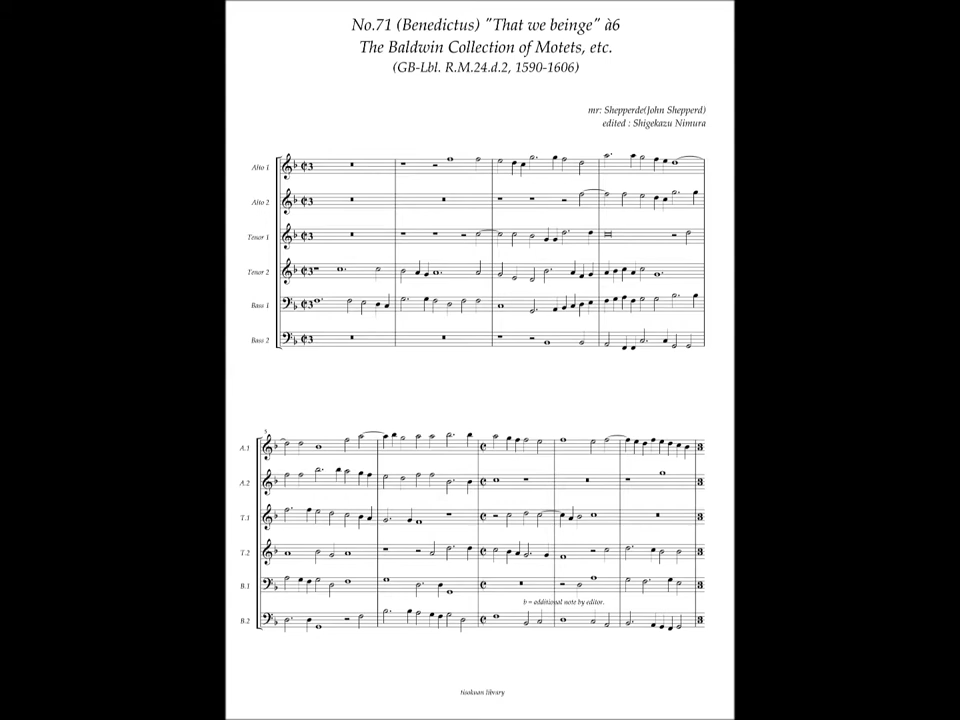 No.71 (Benedictus) "That we beinge" à6
The Baldwin Collection of Motets, etc.
(GB-Lbl. R.M.24.d.2, 1590-1606)
mr: Shepperde(John Shepperd)
edited : Shigekazu Nimura
Alto 1
Alto 2
Tenor 1
Tenor 2
Bass 1
Bass 2
5
A.1
A.2
T.1
T.2
B.1
b = additional note by editor.
B.2